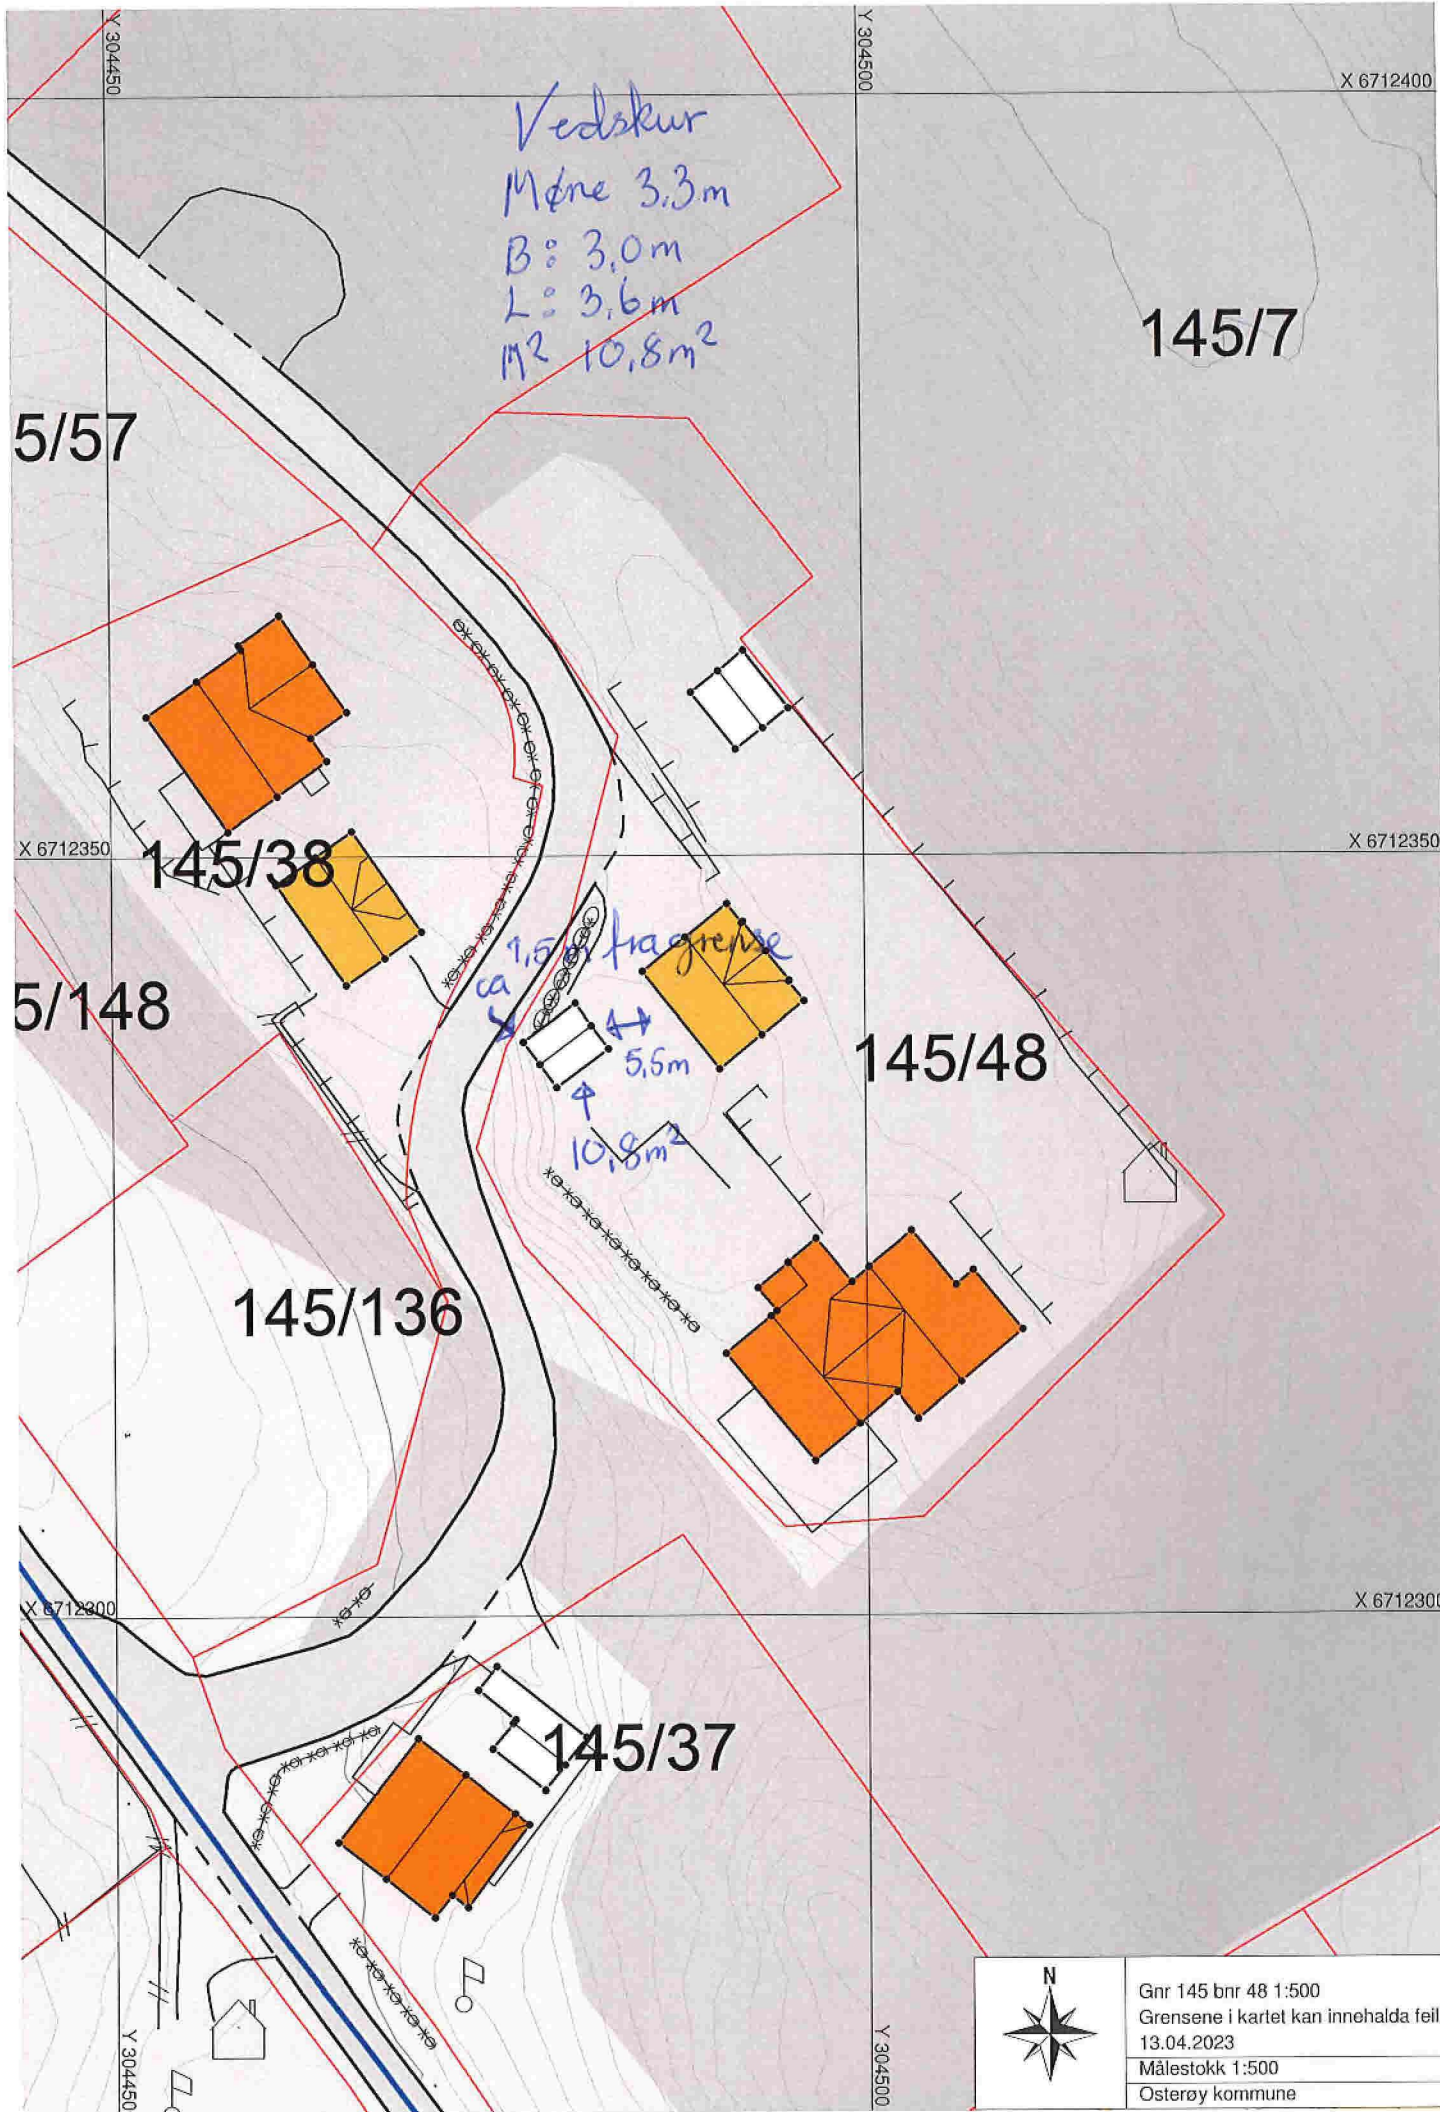 Y 304450
Y 304500
X 6712400
Vedskur
Møne 3.3m
B: 3,0m
L: 3,6m
M2 10,8m2
145/7
5/57
X 6712350
X 6712350
145/38
1,5 m fra grense
ca
5/148
5,5m
145/48
10,8m2
145/136
X 6712300
X 6712300
145/37
Y 304450
Y 304500
N
Gnr 145 bnr 48 1:500
Grensene i kartet kan innehalda feil
13.04.2023
Målestokk 1:500
Osterøy kommune